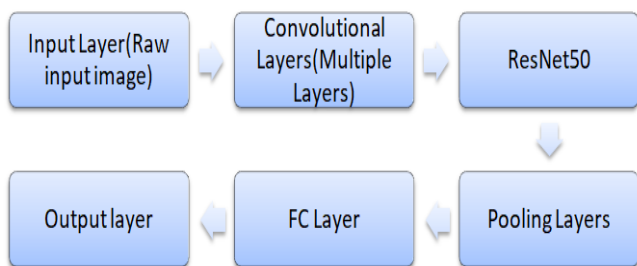 Input Layer(Raw
input image)
Convolutional
Layers(Multiple
Layers)
ResNet50
Pooling Layers
FC Layer
Output layer